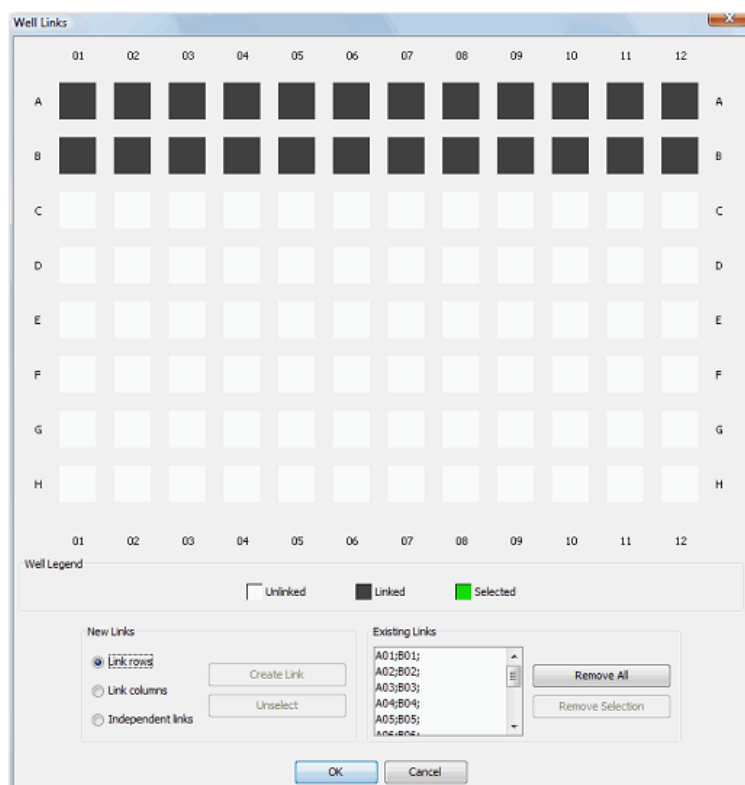 Well Links
01 02 03 04 05 06 07 08 09 10 11 12
A A
B B
C C
D D
E E
F F
G G
H H
01 02 03 04 05 06 07 08 09 10 11 12
Well Legend
Unlinked Linked Selected
New Links
Link rows
Link columns
Independent links
Create Link
Unselect
Existing Links
A01;B01;
A02;B02;
A03;B03;
A04;B04;
A05;B05;
A06;B06;
Remove All
Remove Selection
OK Cancel